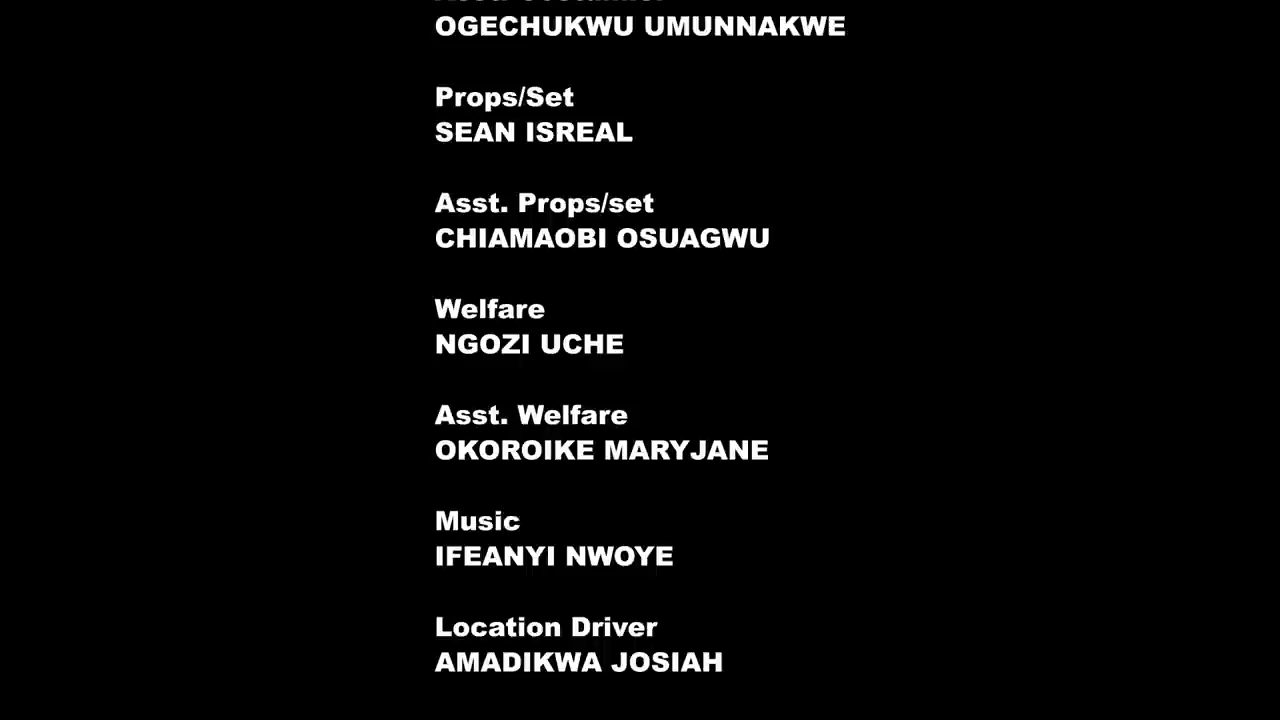 OGECHUKWU UMUNNAKWE
Props/Set
SEAN ISREAL
Asst. Props/set
CHIAMAOBI OSUAGWU
Welfare
NGOZI UCHE
Asst. Welfare
OKOROIKE MARYJANE
Music
IFEANYI NWOYE
Location Driver
AMADIKWA JOSIAH